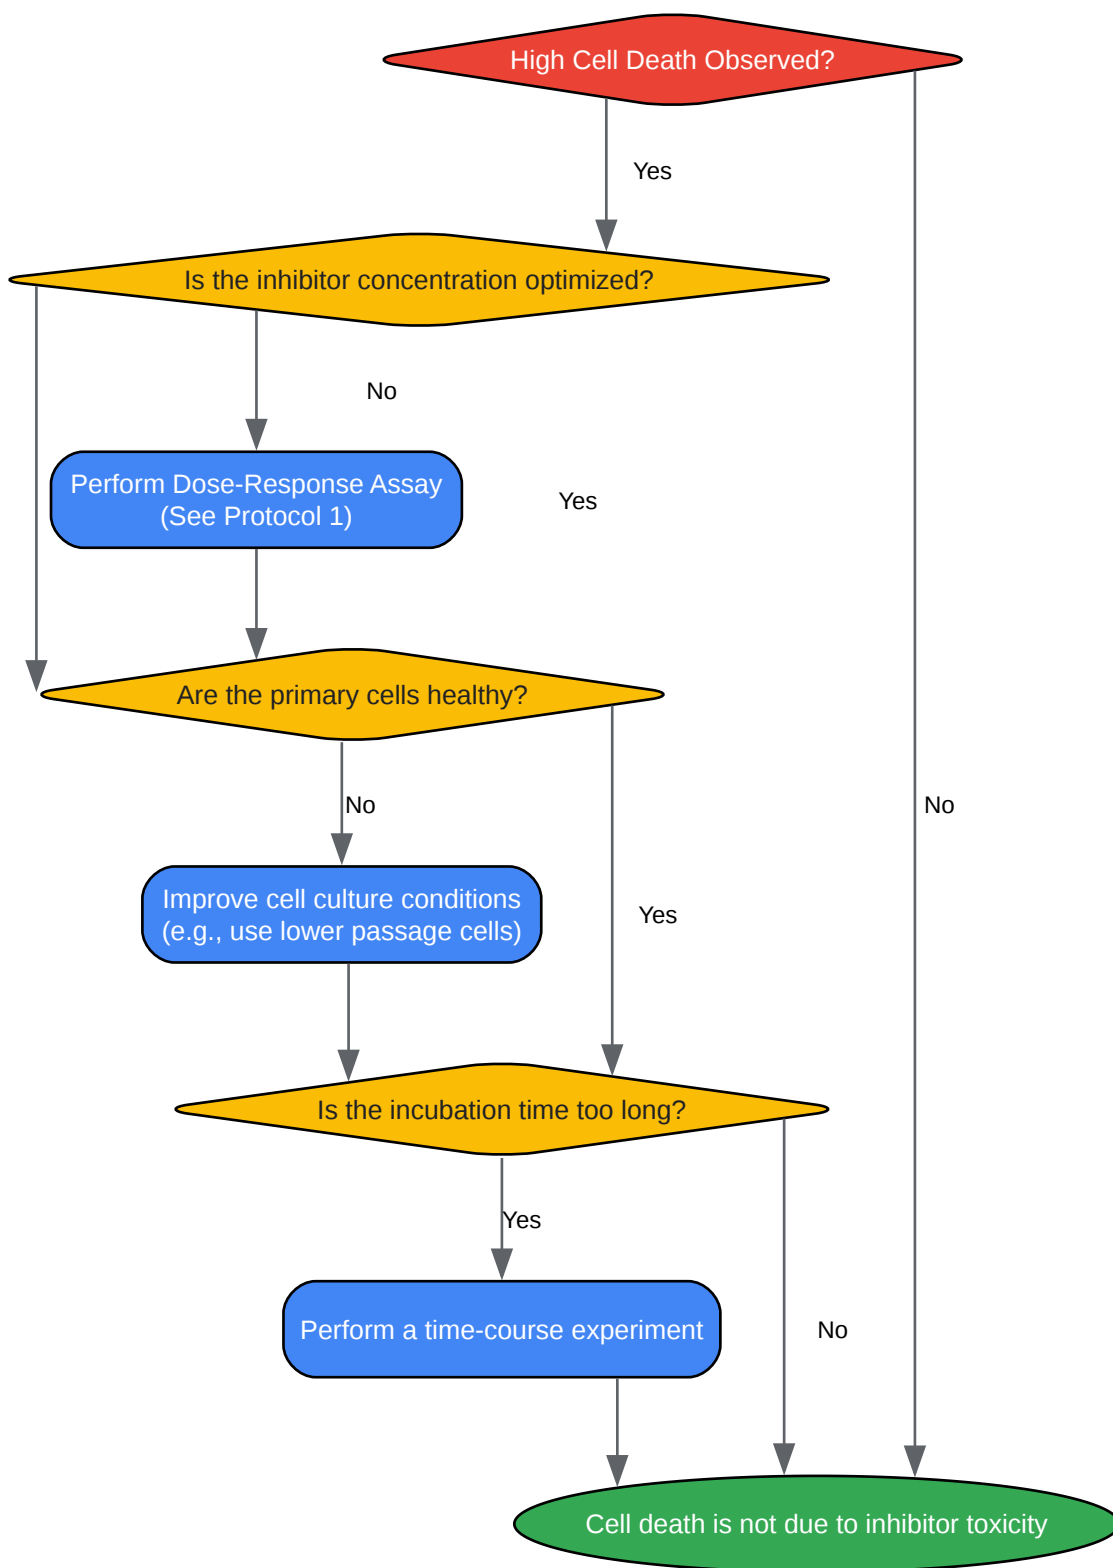 High Cell Death Observed?
Yes
Is the inhibitor concentration optimized?
No
Perform Dose-Response Assay
(See Protocol 1)
Yes
Are the primary cells healthy?
No
No
Improve cell culture conditions
(e.g., use lower passage cells)
Yes
Is the incubation time too long?
Yes
Perform a time-course experiment
No
Cell death is not due to inhibitor toxicity